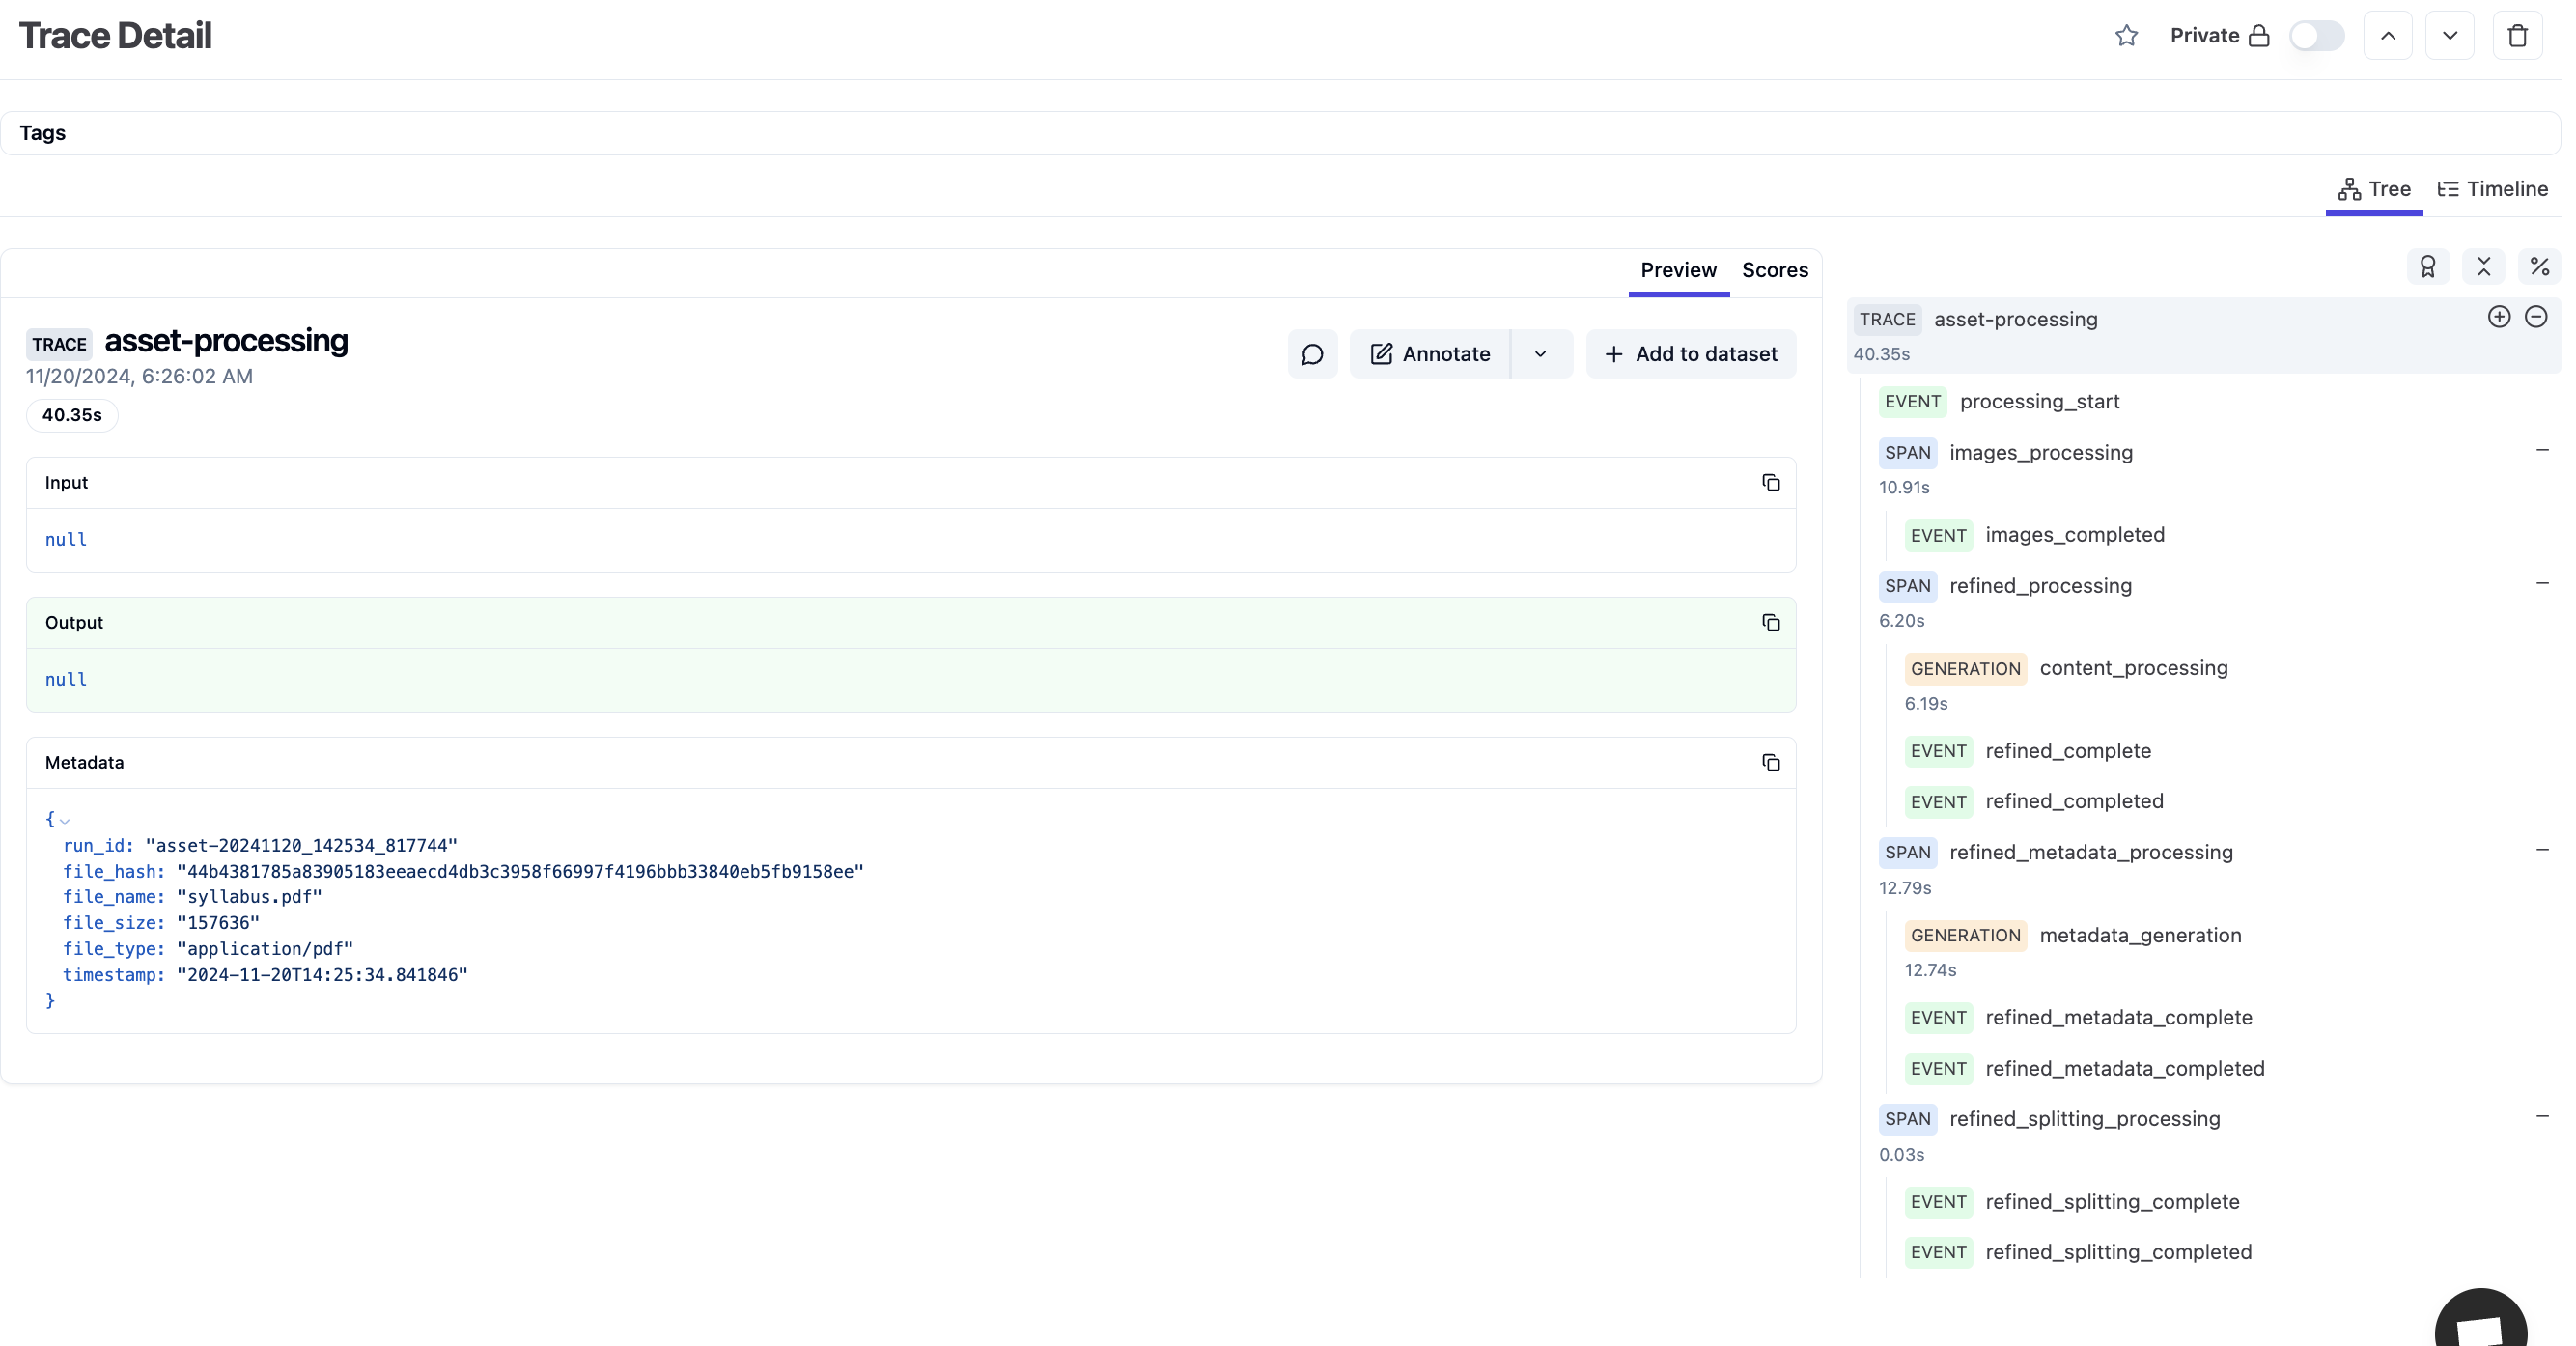 Trace Detail
Private
Tags
Tree
Timeline
Preview
Scores
TRACE asset-processing
11/20/2024, 6:26:02 AM
40.35s
Annotate
Add to dataset
Input
null
Output
null
Metadata
{
run_id: "asset-20241120_142534_817744"
file_hash: "44b4381785a83905183eeaecd4db3c3958f66997f4196bbb33840eb5fb9158ee"
file_name: "syllabus.pdf"
file_size: "157636"
file_type: "application/pdf"
timestamp: "2024-11-20T14:25:34.841846"
}
TRACE asset-processing
40.35s
EVENT processing_start
SPAN images_processing
10.91s
EVENT images_completed
SPAN refined_processing
6.20s
GENERATION content_processing
6.19s
EVENT refined_complete
EVENT refined_completed
SPAN refined_metadata_processing
12.79s
GENERATION metadata_generation
12.74s
EVENT refined_metadata_complete
EVENT refined_metadata_completed
SPAN refined_splitting_processing
0.03s
EVENT refined_splitting_complete
EVENT refined_splitting_completed